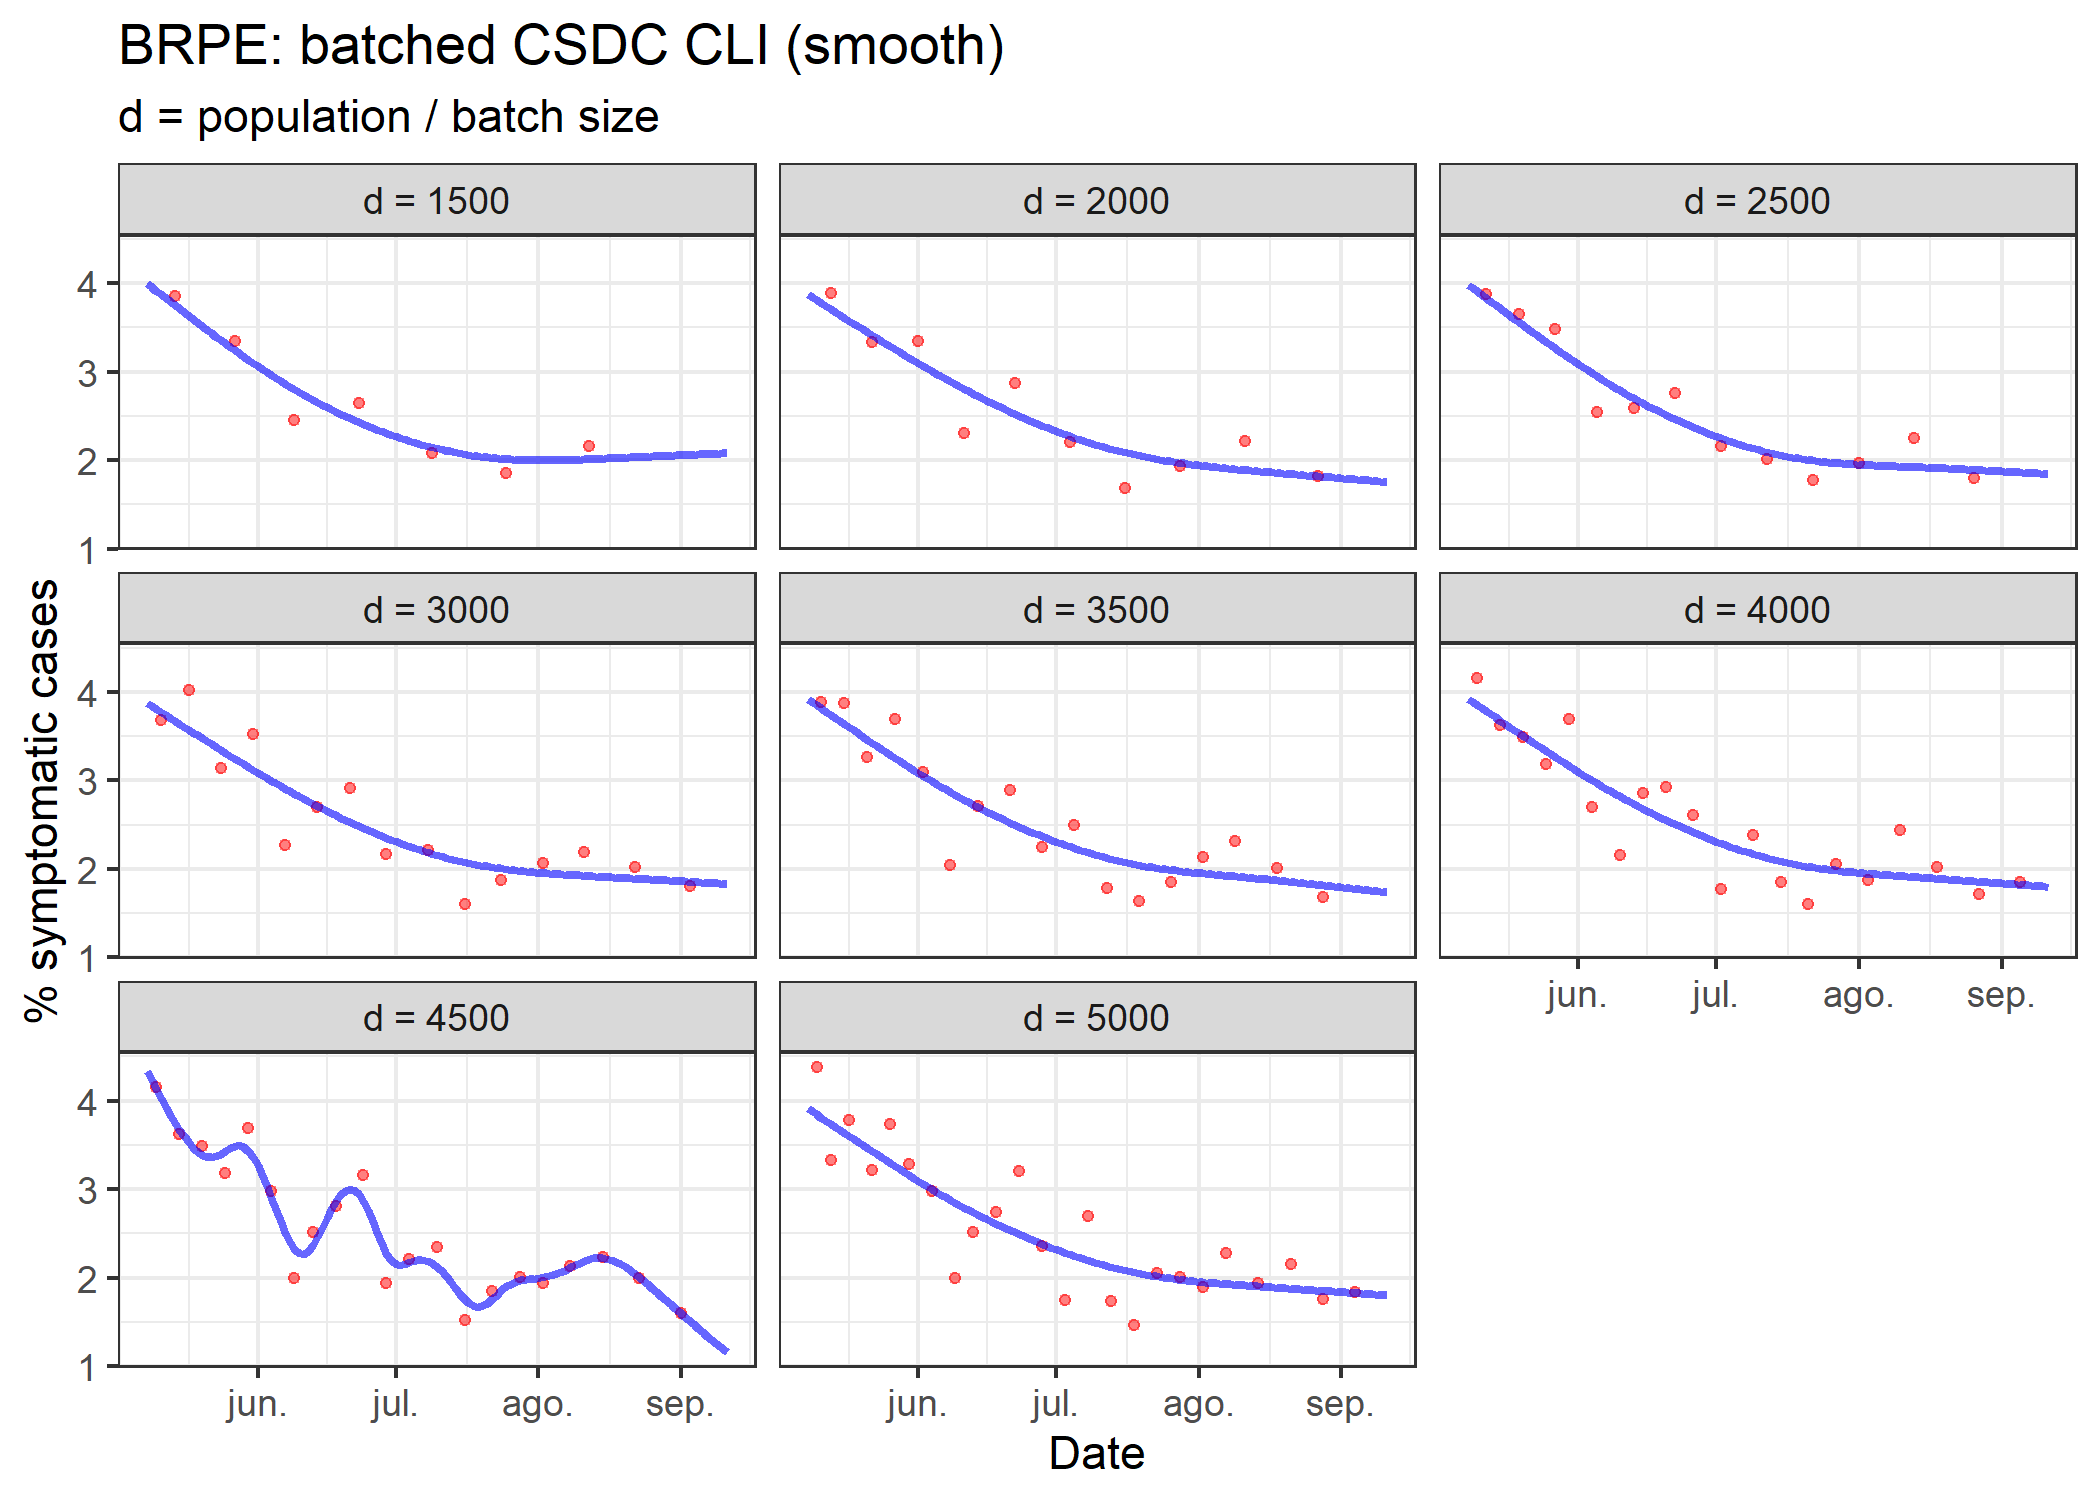 BRPE: batched CSDC CLI (smooth)
d = population / batch size
d = 1500
d = 2000
d = 2500
4
3
2
1
d = 3000
d = 3500
d = 4000
4
3
2
1
jun.
jul.
ago.
sep.
d = 4500
d = 5000
4
3
2
1
jun.
jul.
ago.
sep.
jun.
jul.
ago.
sep.
% symptomatic cases
Date